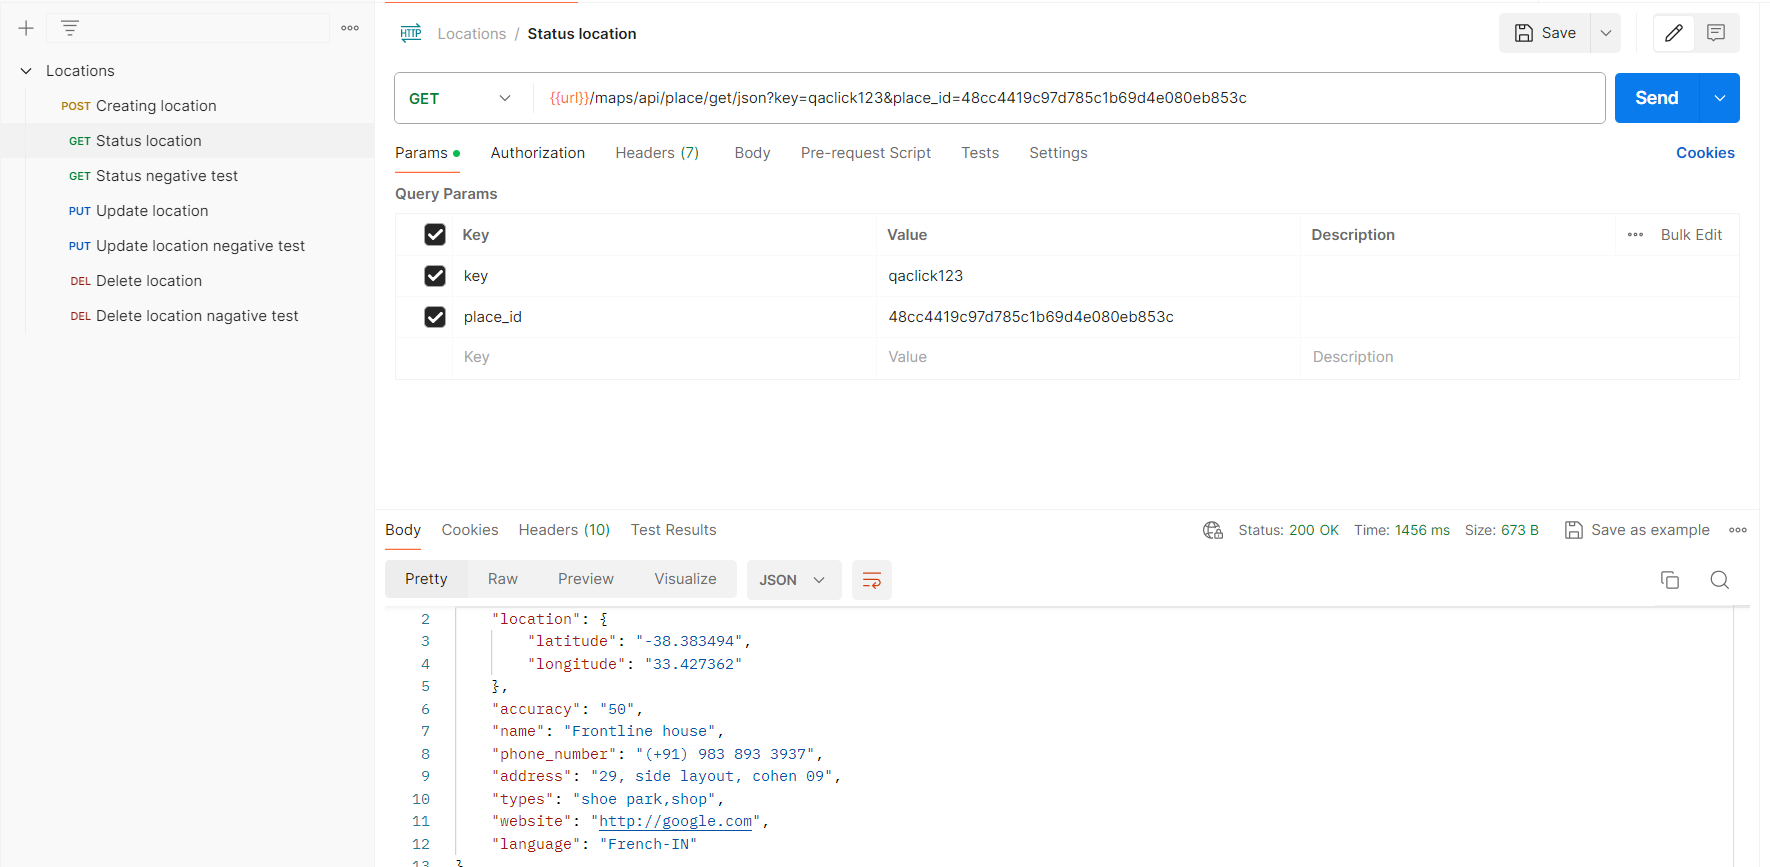 Locations
POST Creating location
GET Status location
GET Status negative test
PUT Update location
PUT Update location negative test
DEL Delete location
DEL Delete location nagative test
HTTP Locations / Status location
Save
GET {{url}}/maps/api/place/get/json?key=qaclick123&place_id=48cc4419c97d785c1b69d4e080eb853c
Send
Params Authorization Headers (7) Body Pre-request Script Tests Settings Cookies
Query Params
Key Value Description Bulk Edit
key qaclick123
place_id 48cc4419c97d785c1b69d4e080eb853c
Key Value Description
Body Cookies Headers (10) Test Results Status: 200 OK Time: 1456 ms Size: 673 B Save as example
Pretty Raw Preview Visualize JSON
2 "location": {
3 "latitude": "-38.383494",
4 "longitude": "33.427362"
5 },
6 "accuracy": "50",
7 "name": "Frontline house",
8 "phone_number": "(+91) 983 893 3937",
9 "address": "29, side layout, cohen 09",
10 "types": "shoe park,shop",
11 "website": "http://google.com",
12 "language": "French-IN"
13 }